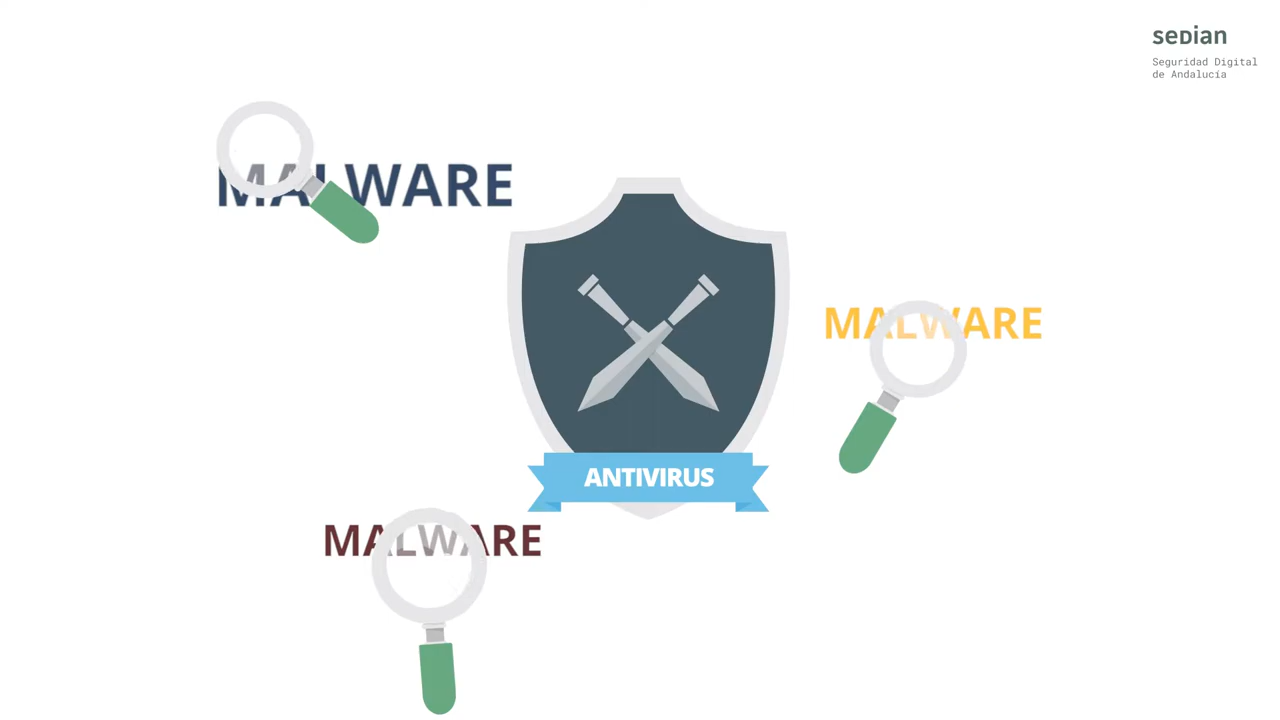 seDian
Seguridad Digital
de Andalucía
MALWARE
MALWARE
ANTIVIRUS
MALWARE